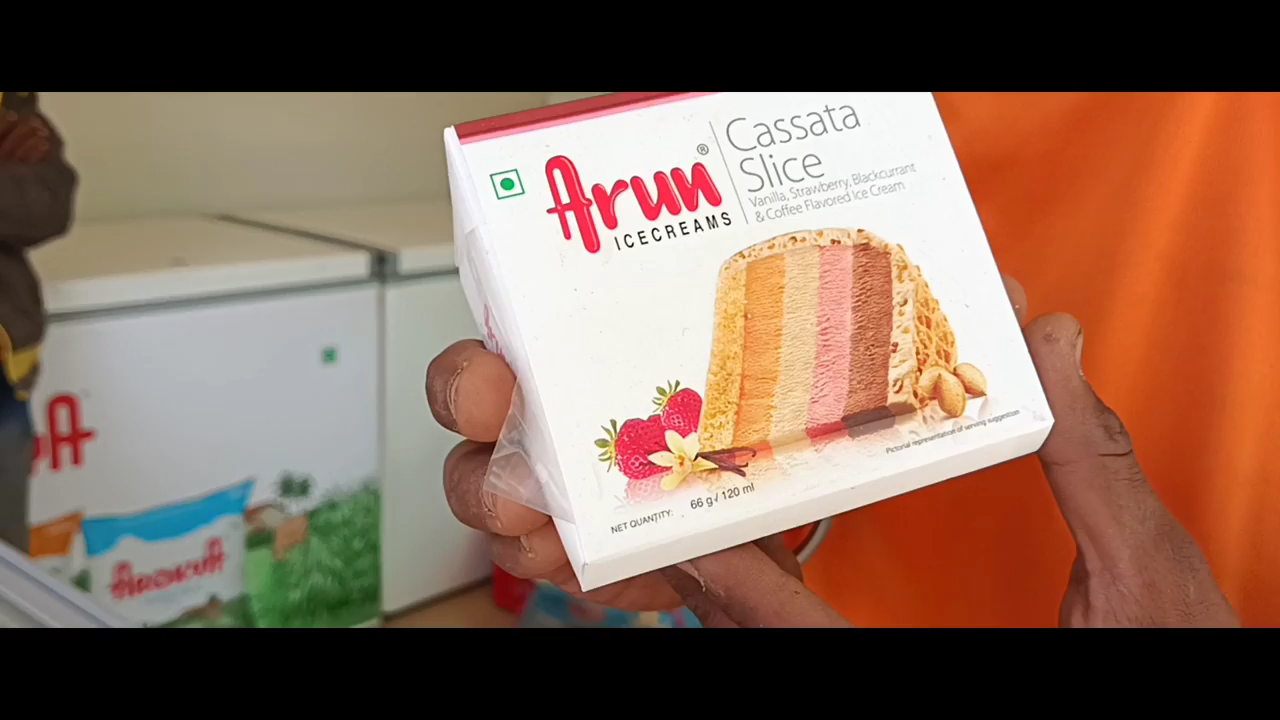 Arun®
ICECREAMS
Cassata
Slice
Vanilla, Strawberry, Blackcurrant
& Coffee Flavored Ice Cream
Pictorial representation of serving suggestion
NET QUANTITY: 66 g / 120 ml
AROKYA